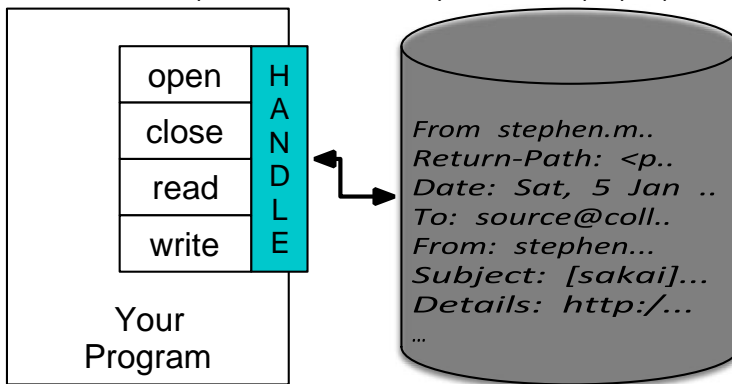 open
close
read
write
HANDLE
Your
Program
From stephen.m..
Return-Path: <p..
Date: Sat, 5 Jan ..
To: source@coll..
From: stephen...
Subject: [sakai]...
Details: http:/...
...